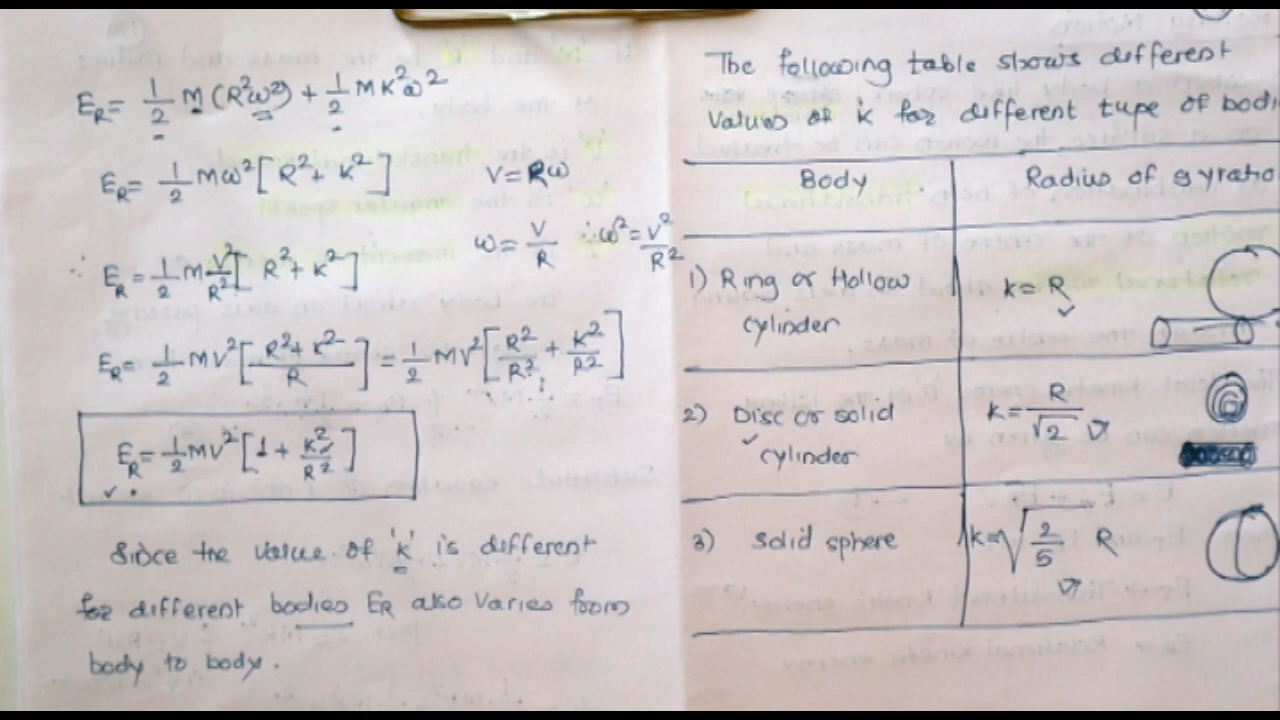 E_R = 1/2 M (R²ω²) + 1/2 MK²ω²
E_R = 1/2 Mω² [R² + K²]    V = Rω
ω = V/R  ∴ω² = V²/R²
∴ E_R = 1/2 M V²/R² [R² + K²]
E_R = 1/2 MV² [R² + K²/R] = 1/2 MV² [R²/R² + K²/R²]
E_R = 1/2 MV² [1 + K²/R²]
Since the value of 'k' is different
for different bodies E_R also varies from
body to body.
The following table shows different
values of k for different type of bodi
Body    Radius of gyratio
1) Ring or Hollow    k = R
cylinder
2) Disc or solid    k = R/√2
cylinder
3) Solid sphere    k = √2/5 R